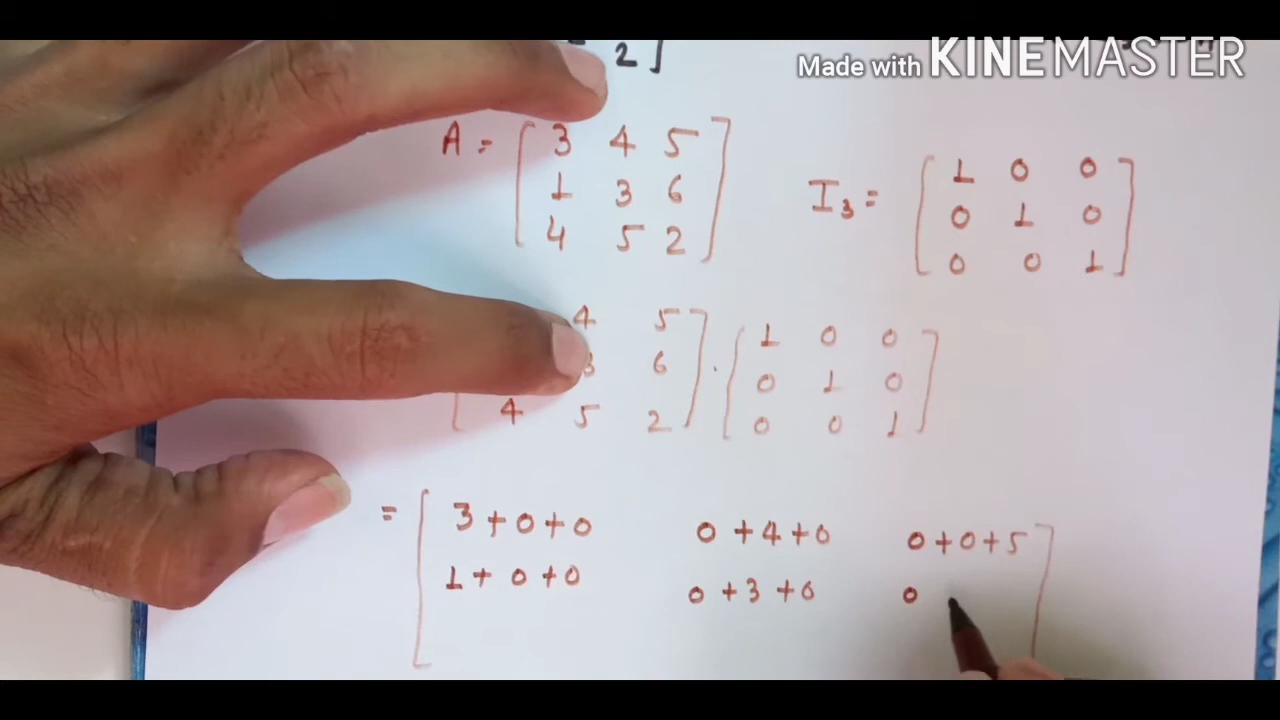 Made with KINEMASTER
2]
A = [3 4 5
1 3 6
4 5 2]
I₃ = [1 0 0
0 1 0
0 0 1]
4 5] . [1 0 0
3 6 0 1 0
4 5 2 0 0 1]
= [3+0+0 0+4+0 0+0+5]
1+0+0 0+3+0 0